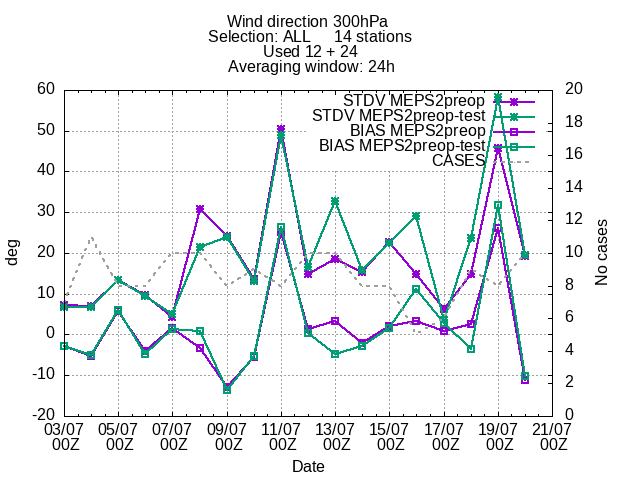 Wind direction 300hPa
Selection: ALL 14 stations
Used 12 + 24
Averaging window: 24h
STDV MEPS2preop
STDV MEPS2preop-test
BIAS MEPS2preop
BIAS MEPS2preop-test
CASES
deg
60
50
40
30
20
10
0
-10
-20
No cases
20
18
16
14
12
10
8
6
4
2
0
03/07 05/07 07/07 09/07 11/07 13/07 15/07 17/07 19/07 21/07
00Z 00Z 00Z 00Z 00Z 00Z 00Z 00Z 00Z 00Z
Date